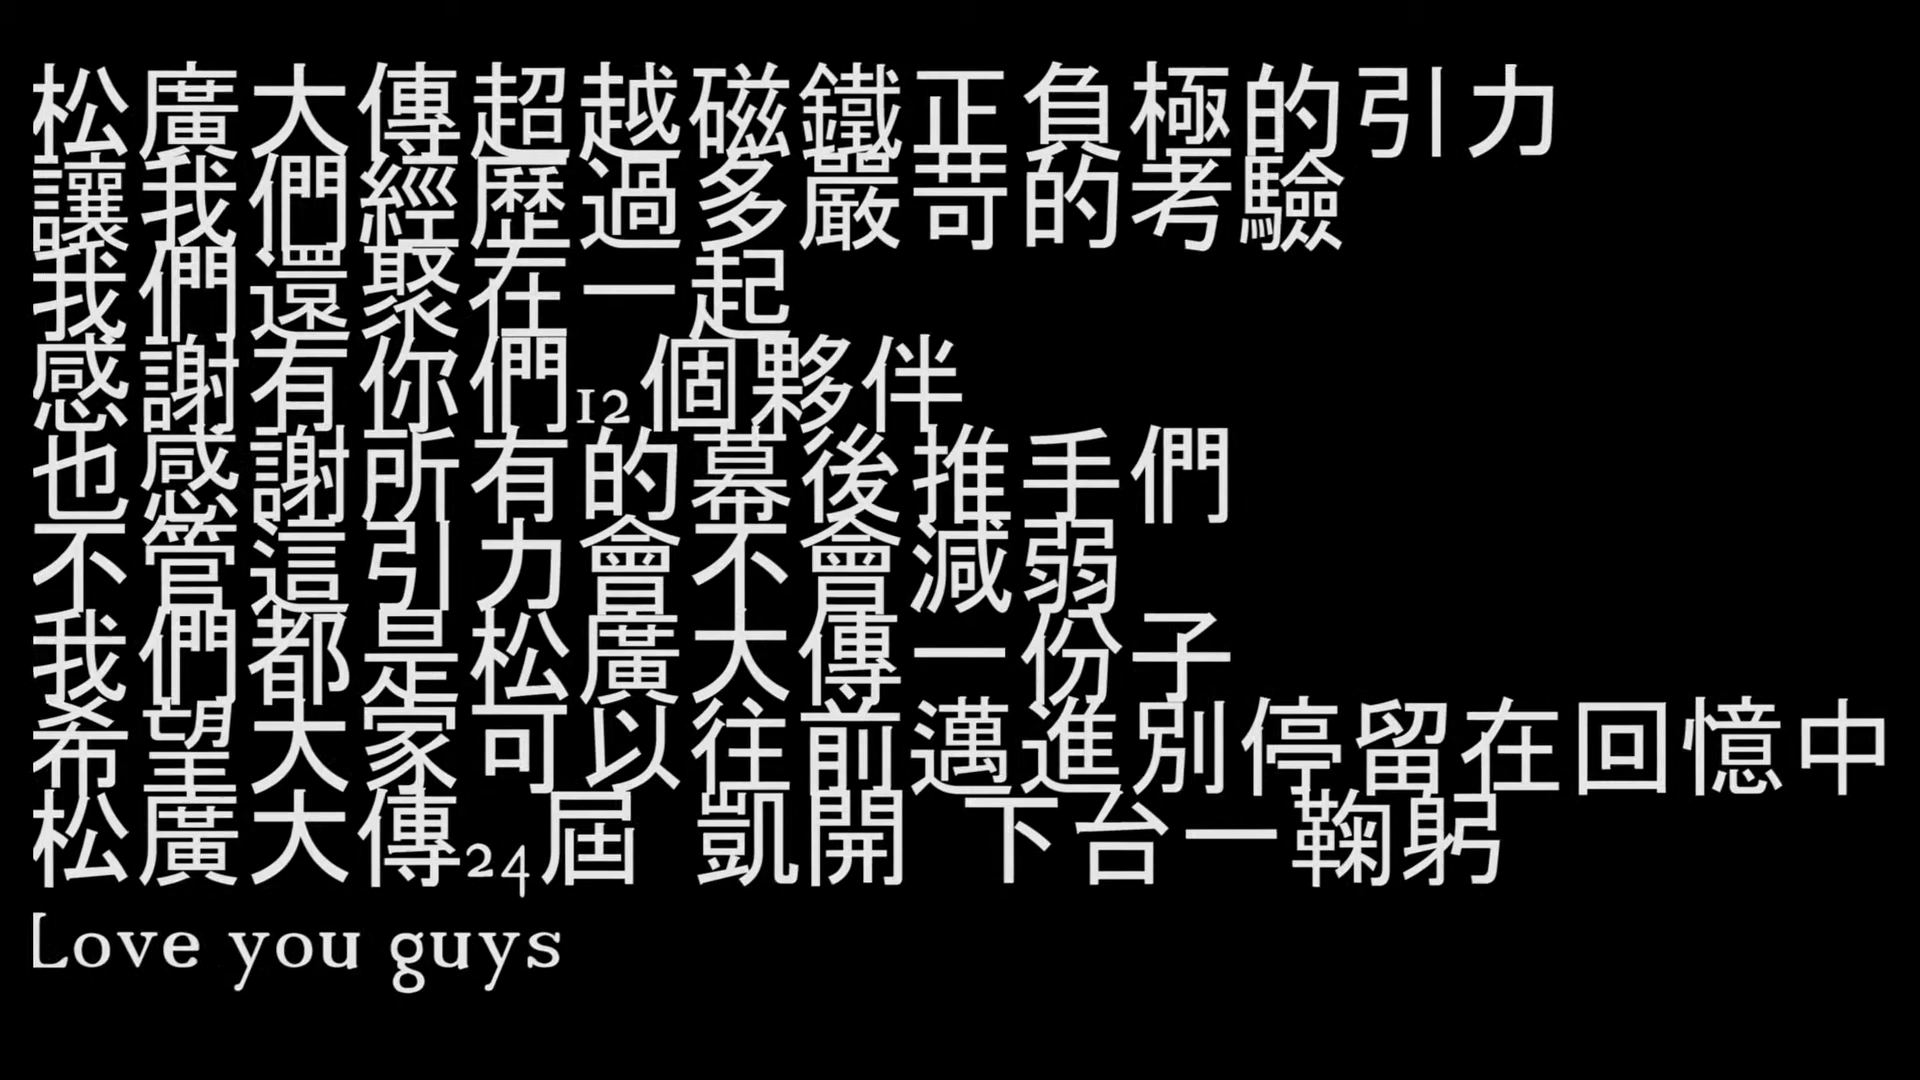 松廣大傳超越磁鐵正負極的引力
讓我們經歷過多嚴苛的考驗
我們還聚在一起
感謝有你們12個夥伴
也感謝所有的幕後推手們
不管這引力會不會減弱
我們都是松廣大傳一份子
希望大家可以往前邁進別停留在回憶中
松廣大傳24屆 凱開 下台一鞠躬
Love you guys